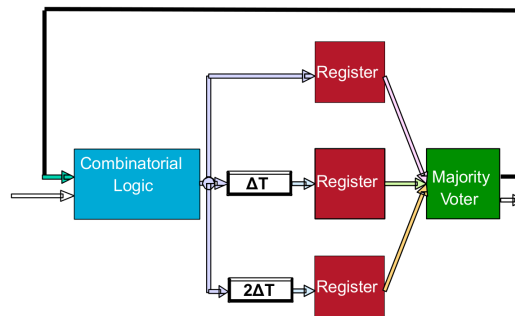 Register
Combinatorial
Logic
ΔT
Register
Majority
Voter
2ΔT
Register